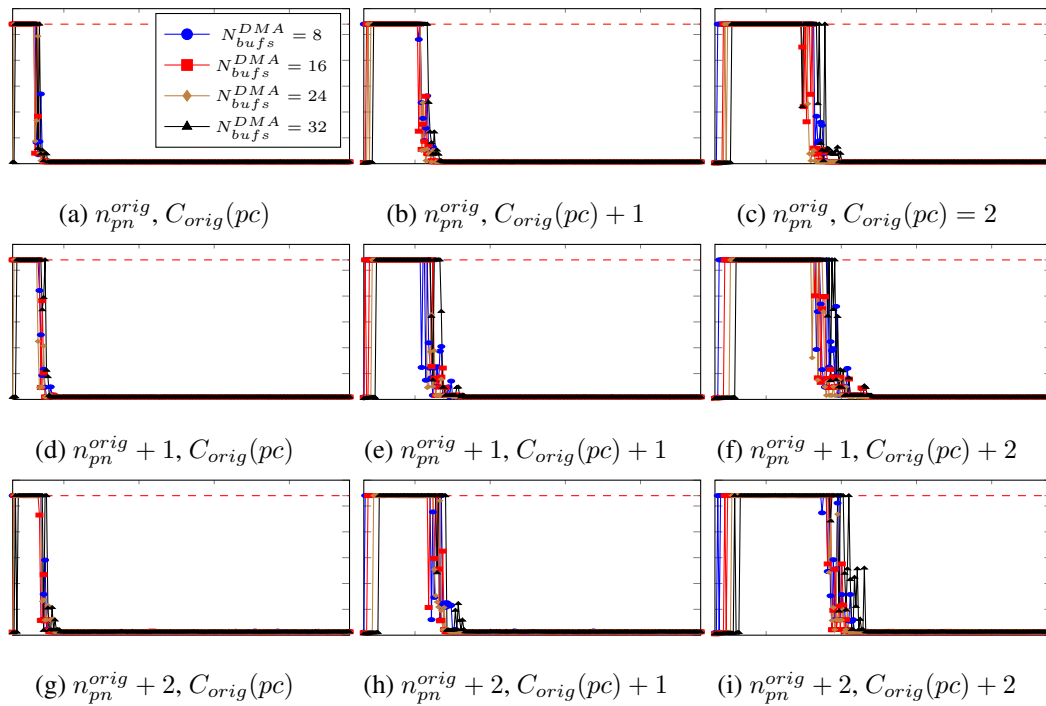 $N_{bufs}^{DMA} = 8$
$N_{bufs}^{DMA} = 16$
$N_{bufs}^{DMA} = 24$
$N_{bufs}^{DMA} = 32$
(a) $n_{pn}^{orig}$, $C_{orig}(pc)$
(b) $n_{pn}^{orig}$, $C_{orig}(pc) + 1$
(c) $n_{pn}^{orig}$, $C_{orig}(pc) = 2$
(d) $n_{pn}^{orig} + 1$, $C_{orig}(pc)$
(e) $n_{pn}^{orig} + 1$, $C_{orig}(pc) + 1$
(f) $n_{pn}^{orig} + 1$, $C_{orig}(pc) + 2$
(g) $n_{pn}^{orig} + 2$, $C_{orig}(pc)$
(h) $n_{pn}^{orig} + 2$, $C_{orig}(pc) + 1$
(i) $n_{pn}^{orig} + 2$, $C_{orig}(pc) + 2$